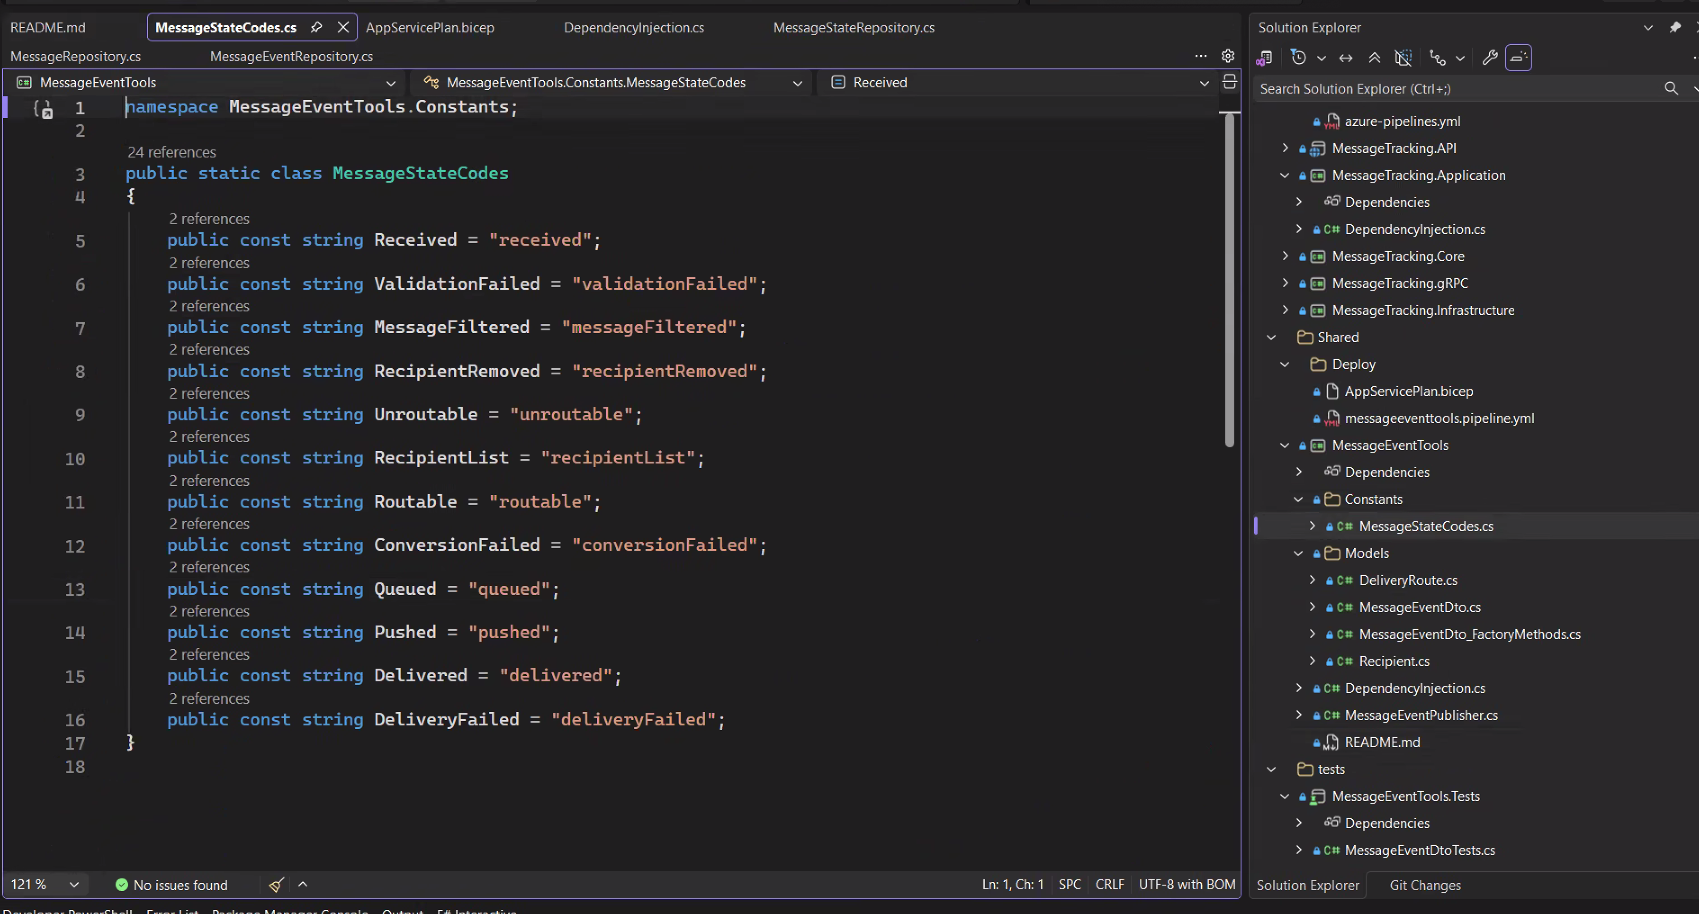 README.md
MessageStateCodes.cs
AppServicePlan.bicep
DependencyInjection.cs
MessageStateRepository.cs
MessageRepository.cs
MessageEventRepository.cs
MessageEventTools
MessageEventTools.Constants.MessageStateCodes
Received
1 namespace MessageEventTools.Constants;
2
24 references
3 public static class MessageStateCodes
4 {
2 references
5 public const string Received = "received";
2 references
6 public const string ValidationFailed = "validationFailed";
2 references
7 public const string MessageFiltered = "messageFiltered";
2 references
8 public const string RecipientRemoved = "recipientRemoved";
2 references
9 public const string Unroutable = "unroutable";
2 references
10 public const string RecipientList = "recipientList";
2 references
11 public const string Routable = "routable";
2 references
12 public const string ConversionFailed = "conversionFailed";
2 references
13 public const string Queued = "queued";
2 references
14 public const string Pushed = "pushed";
2 references
15 public const string Delivered = "delivered";
2 references
16 public const string DeliveryFailed = "deliveryFailed";
17 }
18
121 %
No issues found
Ln: 1, Ch: 1
SPC
CRLF
UTF-8 with BOM
Developer PowerShell
Error List
Package Manager Console
Output
F# Interactive
Solution Explorer
Search Solution Explorer (Ctrl+;)
azure-pipelines.yml
MessageTracking.API
MessageTracking.Application
Dependencies
C# DependencyInjection.cs
MessageTracking.Core
MessageTracking.gRPC
MessageTracking.Infrastructure
Shared
Deploy
AppServicePlan.bicep
messageeventtools.pipeline.yml
MessageEventTools
Dependencies
Constants
C# MessageStateCodes.cs
Models
C# DeliveryRoute.cs
C# MessageEventDto.cs
C# MessageEventDto_FactoryMethods.cs
C# Recipient.cs
C# DependencyInjection.cs
C# MessageEventPublisher.cs
README.md
tests
MessageEventTools.Tests
Dependencies
C# MessageEventDtoTests.cs
Solution Explorer
Git Changes